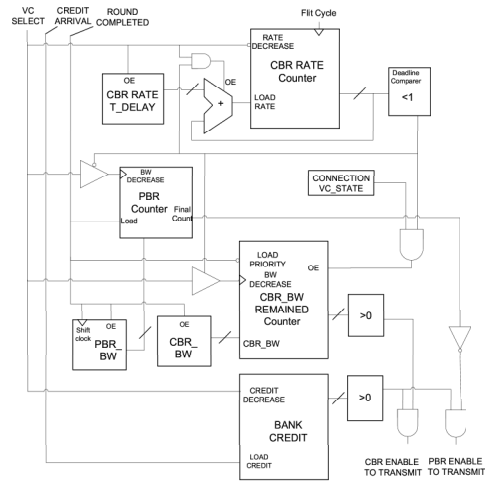 VC
SELECT
CREDIT
ARRIVAL
ROUND
COMPLETED
Flit Cycle
RATE
DECREASE
CBR RATE
Counter
LOAD
RATE
OE
CBR RATE
T_DELAY
OE
+
Deadline
Comparer
<1
BW
DECREASE
PBR
Counter
Final
Count
Load
CONNECTION
VC_STATE
LOAD
PRIORITY
OE
BW
DECREASE
CBR_BW
REMAINED
Counter
CBR_BW
>0
Shift
clock
OE
PBR_
BW
OE
CBR_
BW
CREDIT
DECREASE
BANK
CREDIT
LOAD
CREDIT
>0
CBR ENABLE
TO TRANSMIT
PBR ENABLE
TO TRANSMIT